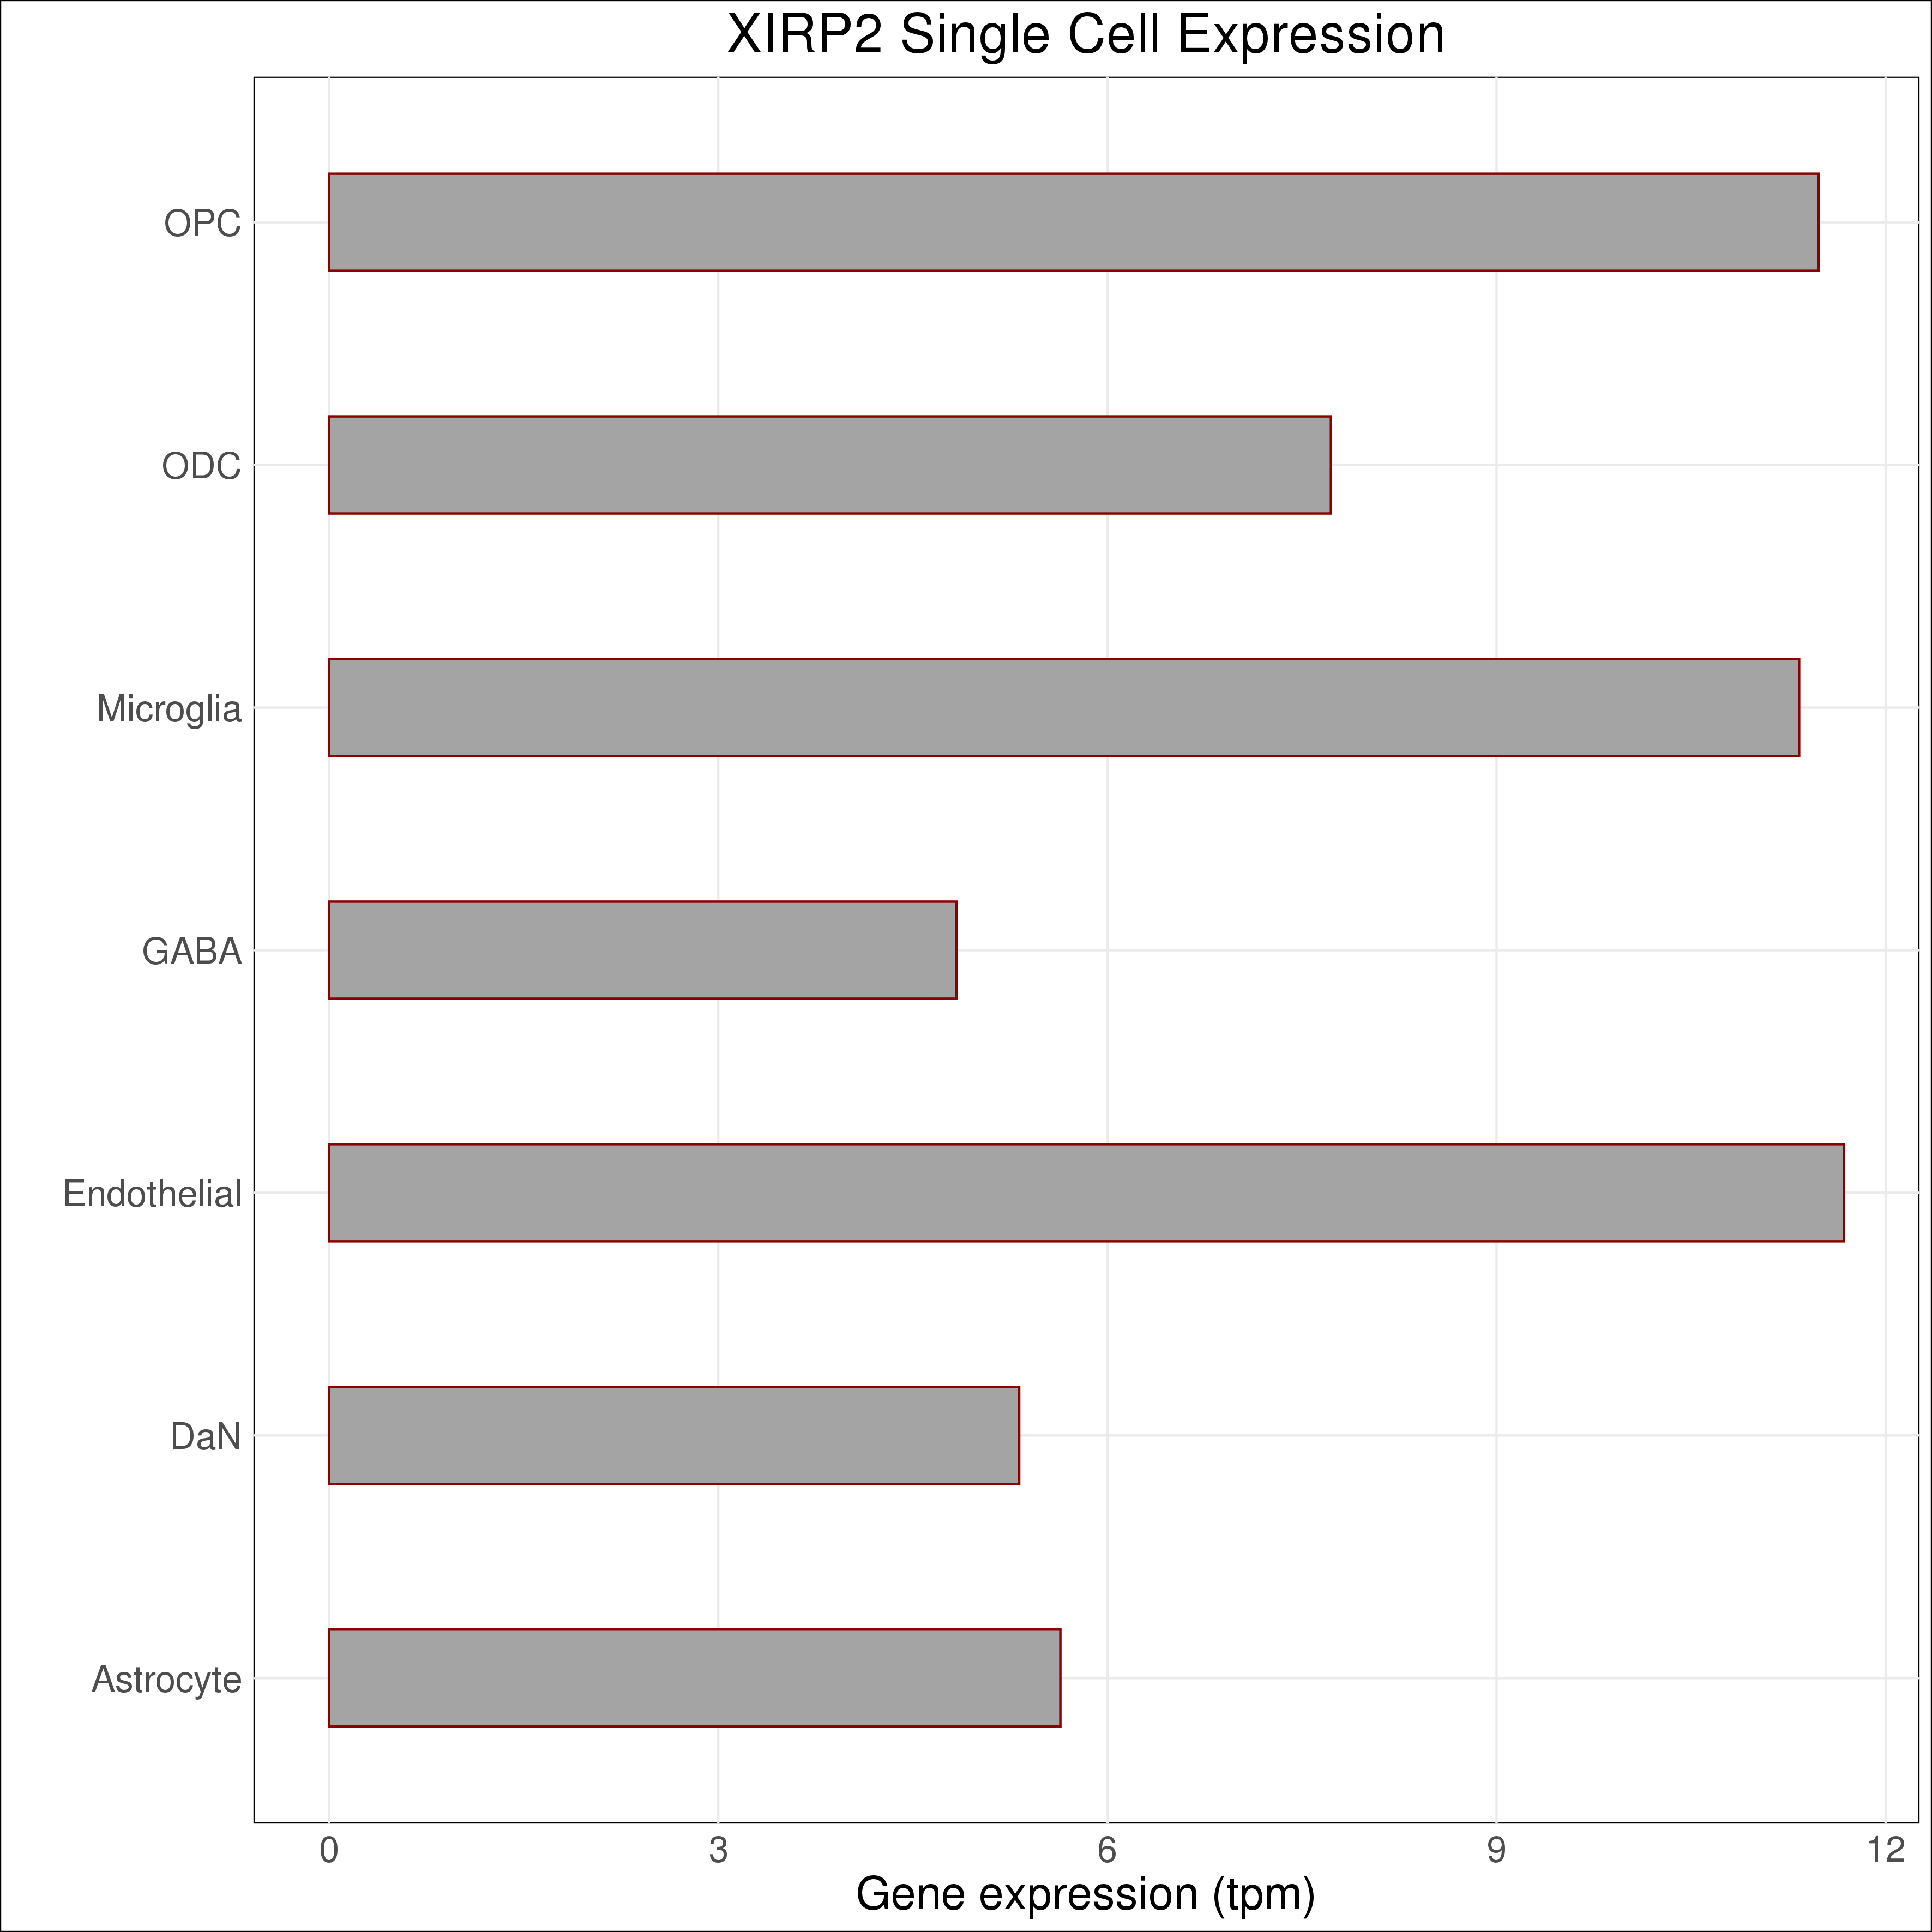 XIRP2 Single Cell Expression
OPC
ODC
Microglia
GABA
Endothelial
DaN
Astrocyte
0 3 6 9 12
Gene expression (tpm)